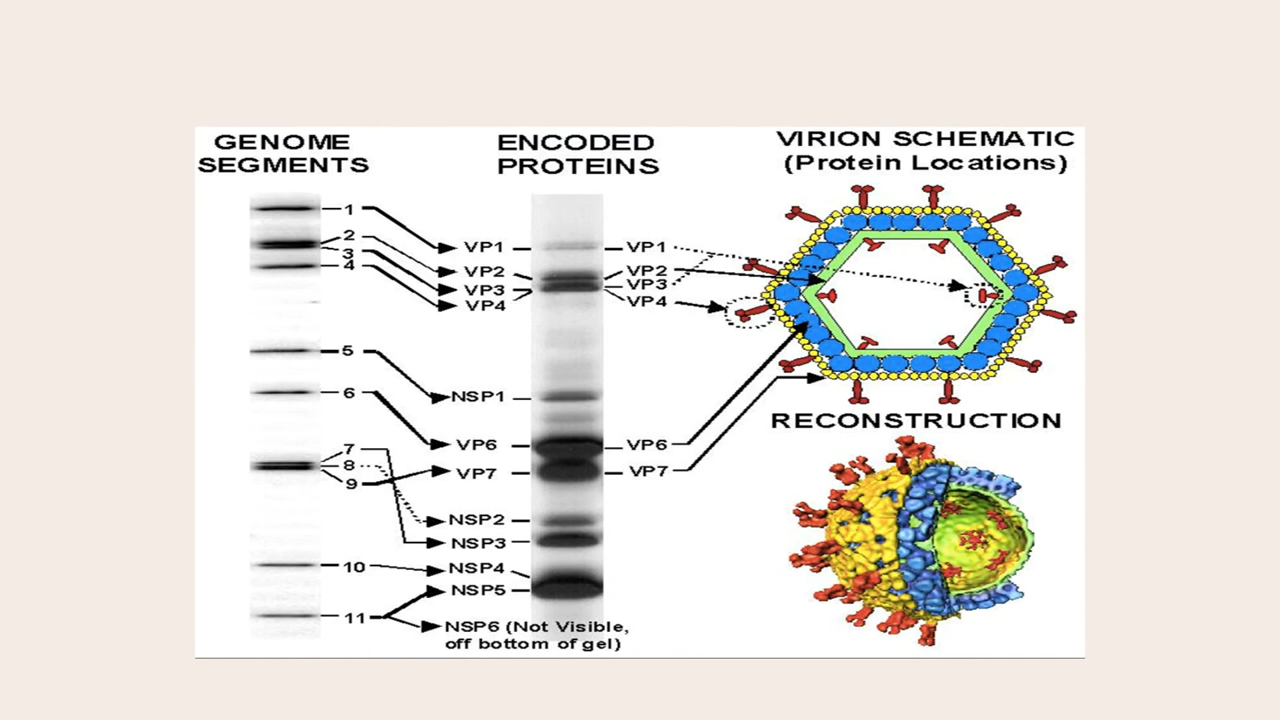 GENOME
SEGMENTS
1
2
3
4
5
6
7
8
9
10
11
ENCODED
PROTEINS
VP1
VP2
VP3
VP4
NSP1
VP6
VP7
NSP2
NSP3
NSP4
NSP5
NSP6 (Not Visible,
off bottom of gel)
VP1
VP2
VP3
VP4
VP6
VP7
VIRION SCHEMATIC
(Protein Locations)
RECONSTRUCTION